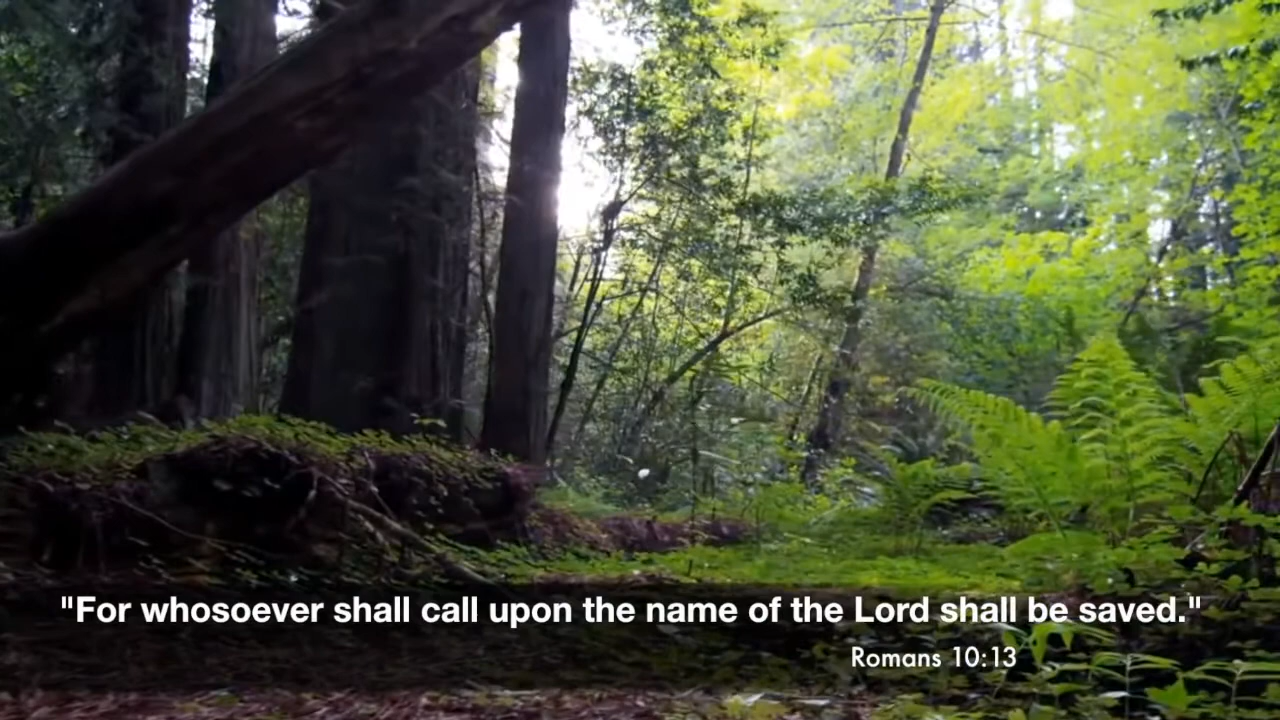 "For whosoever shall call upon the name of the Lord shall be saved."
Romans 10:13